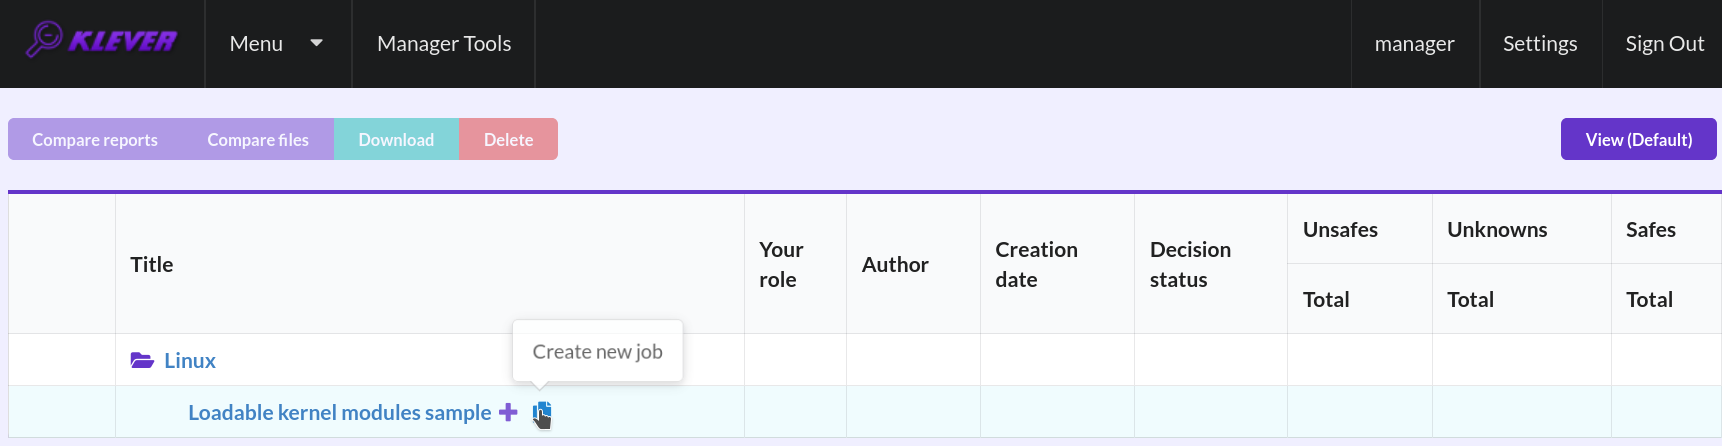 KLEVER Menu Manager Tools manager Settings Sign Out
Compare reports Compare files Download Delete View (Default)
Title Your role Author Creation date Decision status Unsafes Unknowns Safes
Total Total Total
Create new job
Linux
Loadable kernel modules sample